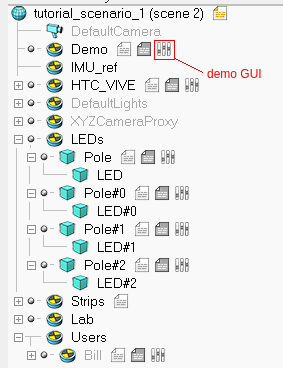 tutorial_scenario_1 (scene 2)
DefaultCamera
Demo
IMU_ref
demo GUI
HTC_VIVE
DefaultLights
XYZCameraProxy
LEDs
Pole
LED
Pole#0
LED#0
Pole#1
LED#1
Pole#2
LED#2
Strips
Lab
Users
Bill